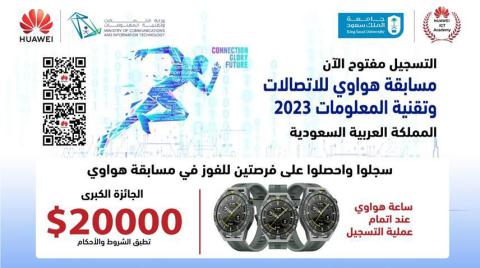 HUAWEI
وزارة الاتصالات وتقنية المعلومات
MINISTRY OF COMMUNICATIONS AND INFORMATION TECHNOLOGY
جامعة الملك سعود
King Saud University
HUAWEI ICT Academy
CONNECTION
GLORY
FUTURE
التسجيل مفتوح الآن
مسابقة هواوي للاتصالات
وتقنية المعلومات 2023
المملكة العربية السعودية
سجلوا واحصلوا على فرصتين للفوز في مسابقة هواوي
ساعة هواوي
عند اتمام
عملية التسجيل
الجائزة الكبرى
$20000
تطبق الشروط والأحكام